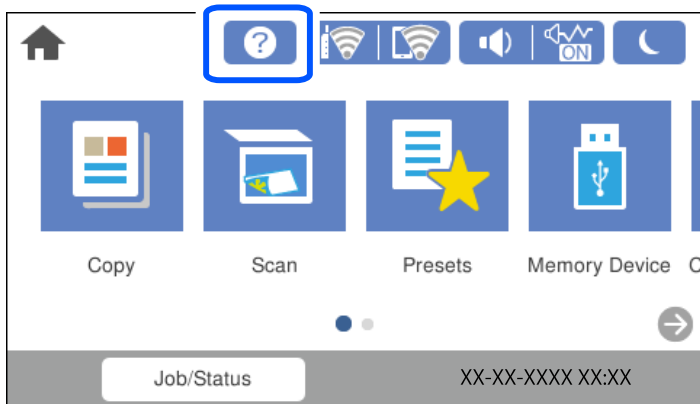 ?
ON
Copy Scan Presets Memory Device C
Job/Status XX-XX-XXXX XX:XX